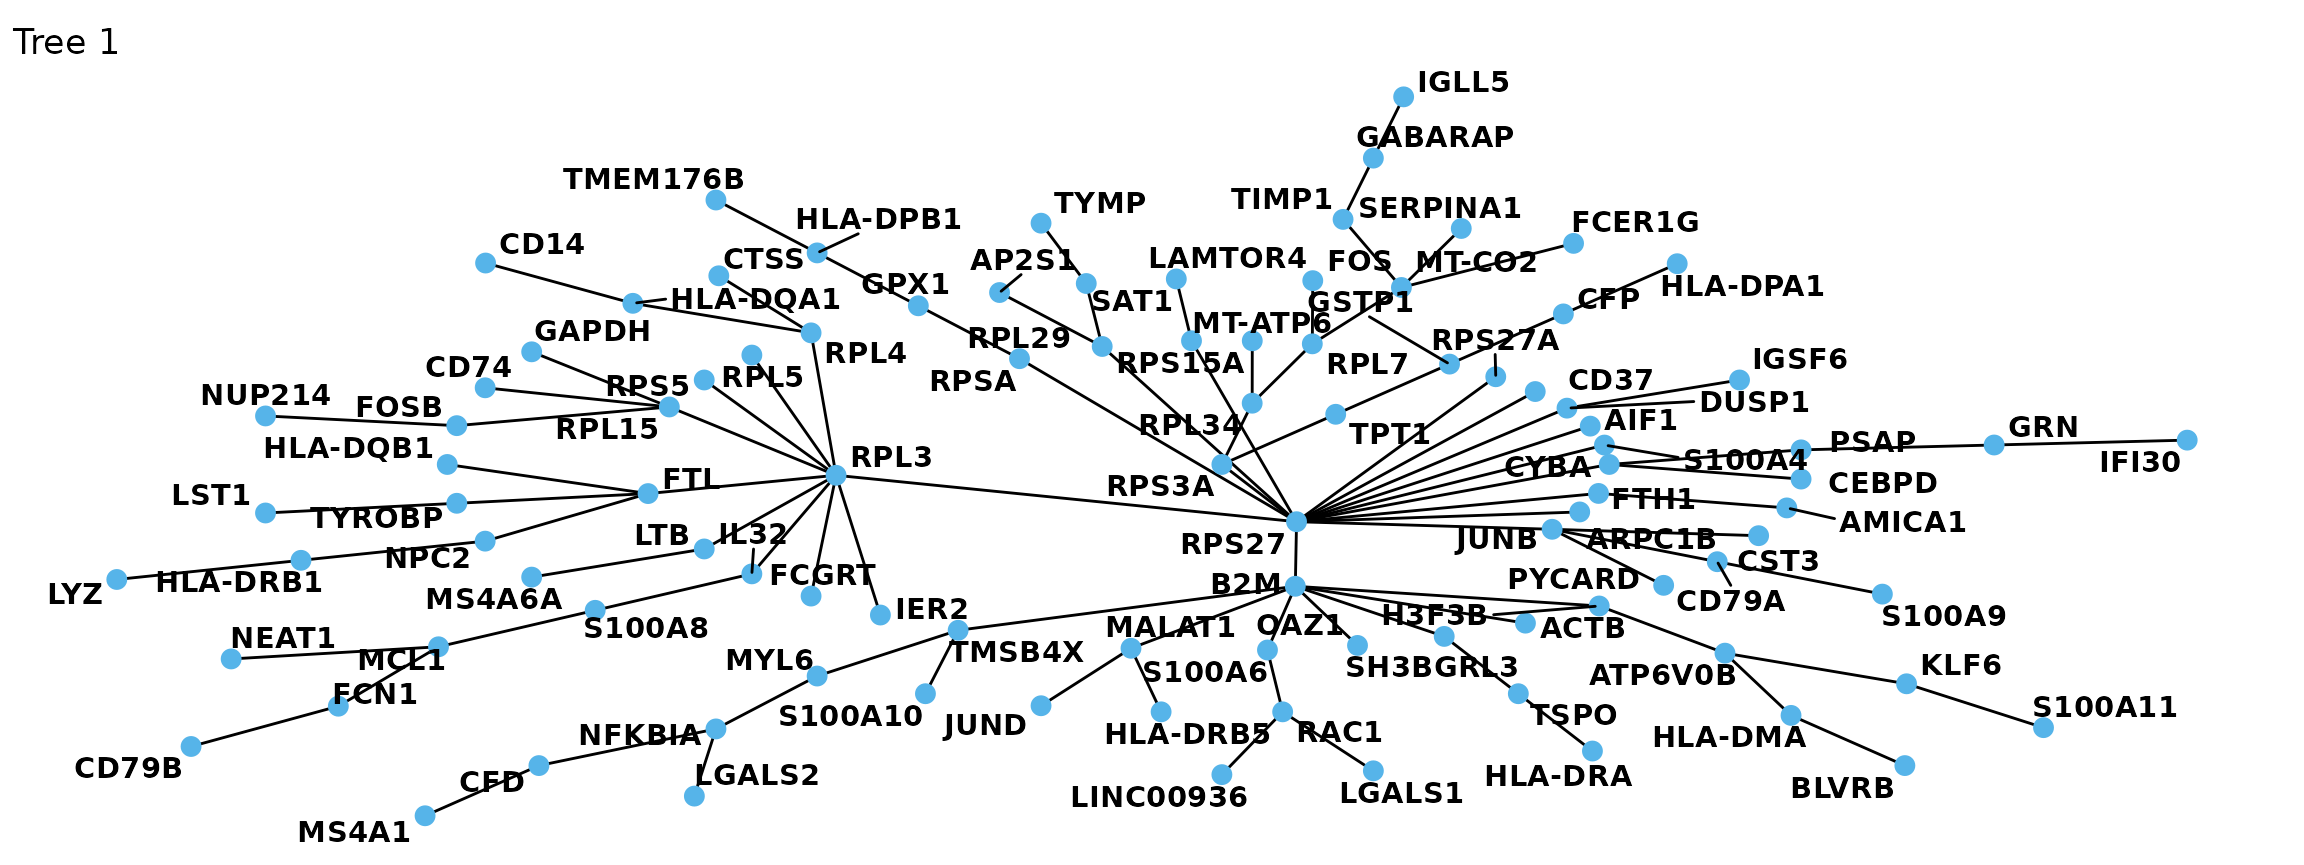 Tree 1
IGLL5
GABARAP
TMEM176B
TIMP1
SERPINA1
TYMP
HLA-DPB1
FCER1G
CD14
CTSS
AP2S1
LAMTOR4
FOS
MT-CO2
GPX1
HLA-DPA1
HLA-DQA1
SAT1
GSTP1
CFP
GAPDH
MT-ATP6
RPL29
RPS27A
RPL4
RPS15A
RPL7
IGSF6
CD74
RPL5
RPSA
CD37
RPS5
NUP214
FOSB
DUSP1
RPL15
RPL34
TPT1
AIF1
GRN
HLA-DQB1
PSAP
RPL3
CYBA
S100A4
IFI30
LST1
FTL
RPS3A
FTH1
CEBPD
TYROBP
AMICA1
LTB
IL32
RPS27
JUNB
ARPC1B
NPC2
CST3
LYZ
HLA-DRB1
FCGRT
B2M
PYCARD
MS4A6A
IER2
CD79A
H3F3B
S100A9
S100A8
MALAT1
OAZ1
ACTB
NEAT1
MCL1
MYL6
TMSB4X
S100A6
SH3BGRL3
ATP6V0B
KLF6
FCN1
S100A10
JUND
TSPO
S100A11
NFKBIA
HLA-DRB5
RAC1
HLA-DMA
CD79B
CFD
LGALS2
HLA-DRA
LINC00936
LGALS1
BLVRB
MS4A1